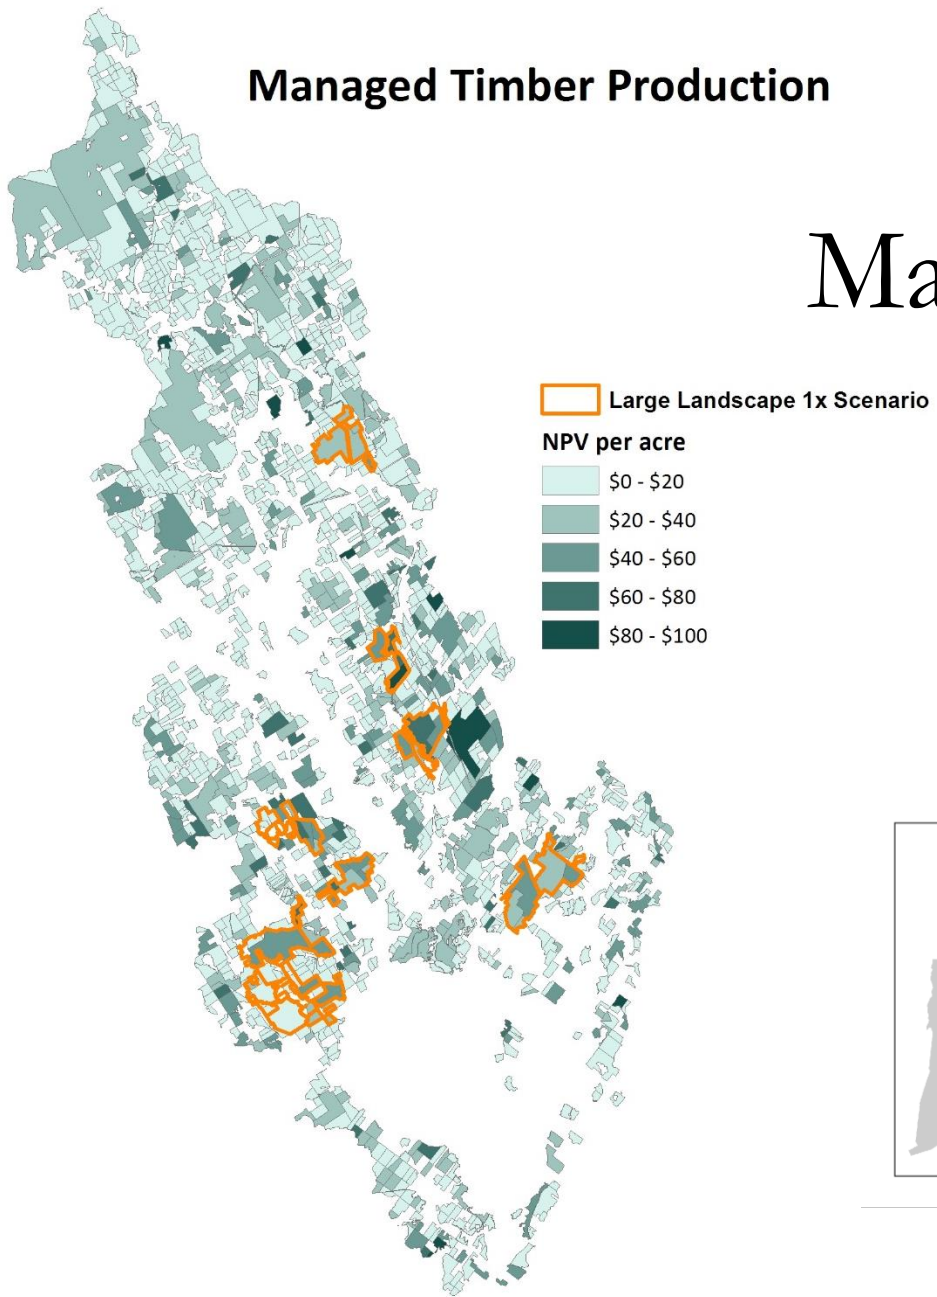 Managed Timber Production
Ma
Large Landscape 1x Scenario
NPV per acre
$0 - $20
$20 - $40
$40 - $60
$60 - $80
$80 - $100